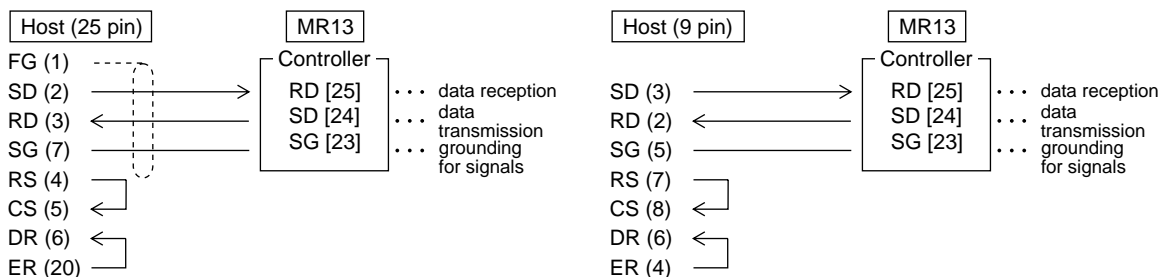 Host (25 pin)
MR13
FG (1)
SD (2)
RD (3)
SG (7)
RS (4)
CS (5)
DR (6)
ER (20)
Controller
RD [25]
SD [24]
SG [23]
··· data reception
··· data
transmission
··· grounding
for signals
Host (9 pin)
MR13
SD (3)
RD (2)
SG (5)
RS (7)
CS (8)
DR (6)
ER (4)
Controller
RD [25]
SD [24]
SG [23]
··· data reception
··· data
transmission
··· grounding
for signals